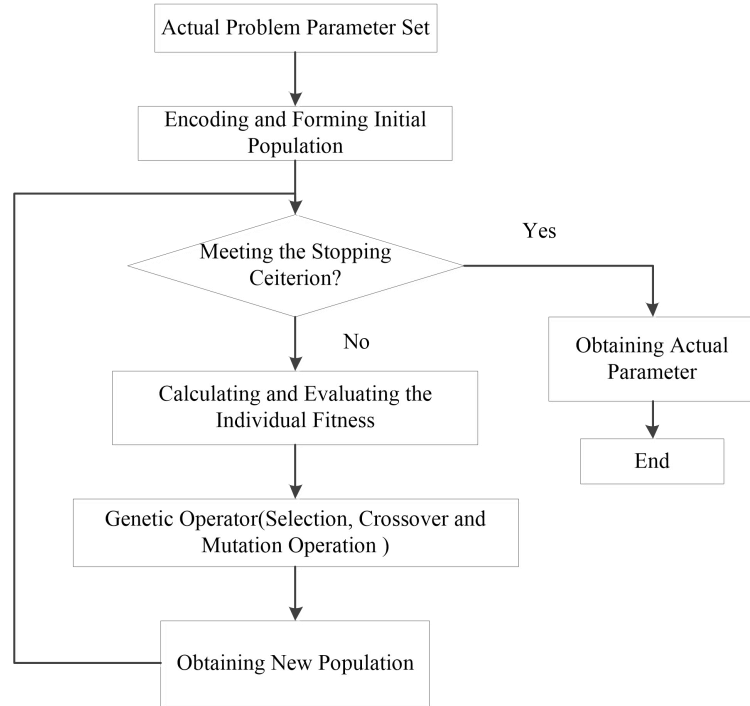 Actual Problem Parameter Set
Encoding and Forming Initial
Population
Meeting the Stopping
Ceiterion?
Yes
No
Obtaining Actual
Parameter
Calculating and Evaluating the
Individual Fitness
End
Genetic Operator(Selection, Crossover and
Mutation Operation )
Obtaining New Population